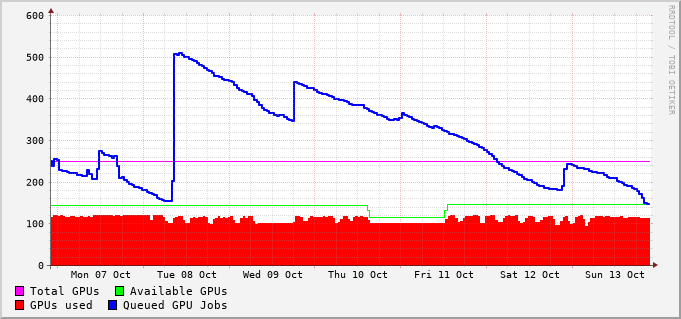 600
500
400
300
200
100
0
Mon 07 Oct Tue 08 Oct Wed 09 Oct Thu 10 Oct Fri 11 Oct Sat 12 Oct Sun 13 Oct
Total GPUs Available GPUs
GPUs used Queued GPU Jobs
RRDTOOL / TOBI OETIKER